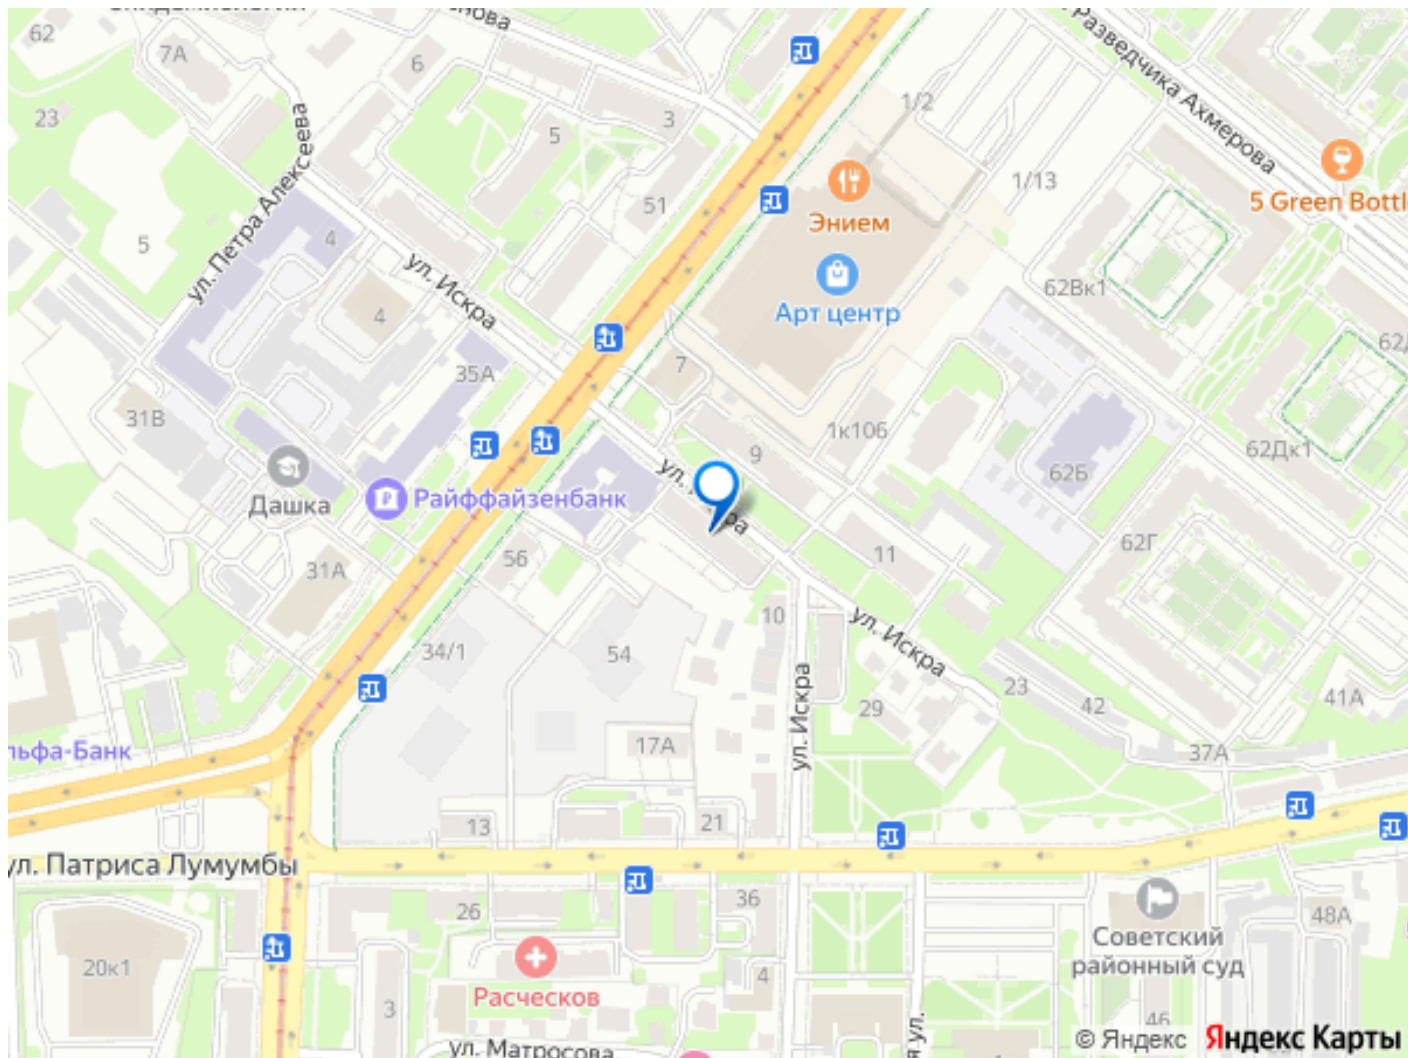 62
7А
6
23
3
5
51
ул. Петра Алексеева
4
5
4
ул. Искра
1/2
Разведчика Ахмерова
1/13
5 Green Bottl
Энием
Арт центр
62Вк1
62Д
7
35А
31В
9
1к106
62Б
62Дк1
Дашка
Райффайзенбанк
ул. Искра
56
31А
11
62Г
34/1
54
10
ул. Искра
ул. Искра
23
42
41А
29
17А
37А
льфа-Банк
13
21
ул. Патриса Лумумбы
26
36
48А
Советский
районный суд
20к1
3
4
Расческов
46
я ул.
ул. Матросова
© Яндекс Яндекс Карты